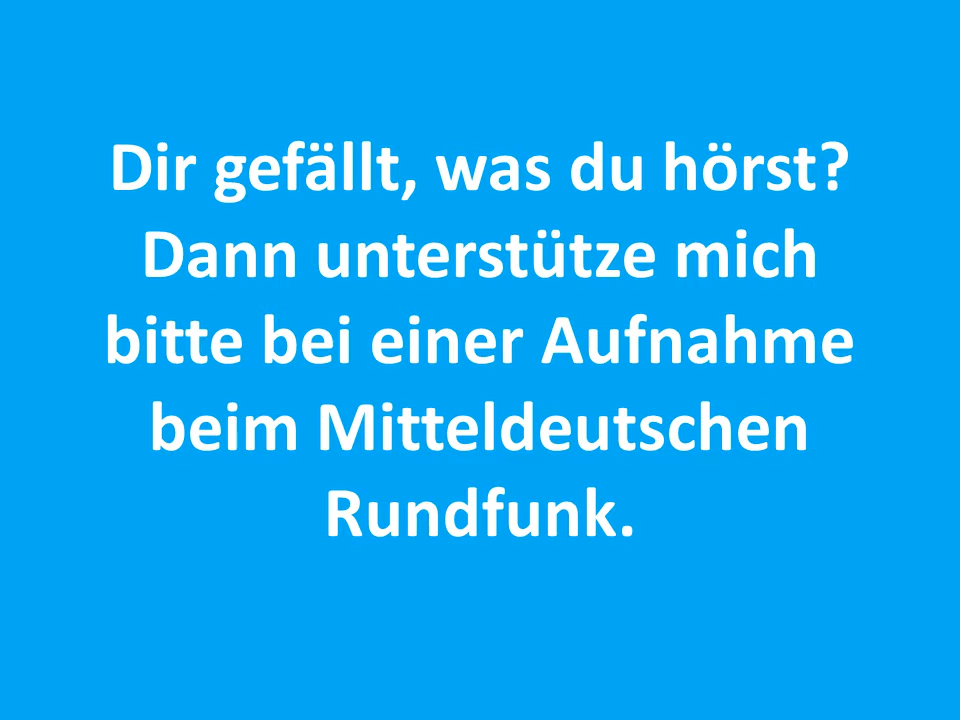 Dir gefällt, was du hörst?
Dann unterstütze mich
bitte bei einer Aufnahme
beim Mitteldeutschen
Rundfunk.